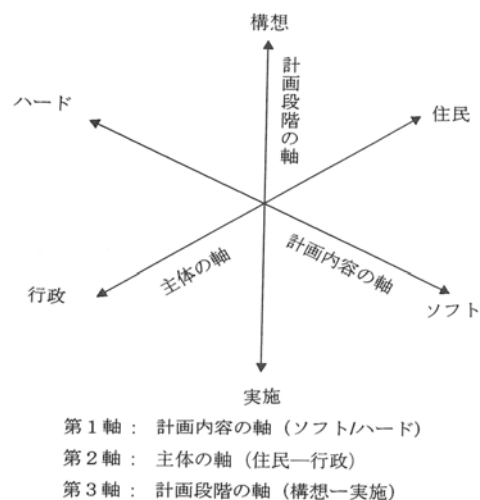 構想
計画段階の軸
ハード
住民
主体の軸
計画内容の軸
行政
ソフト
実施
第1軸： 計画内容の軸（ソフト/ハード）
第2軸： 主体の軸（住民―行政）
第3軸： 計画段階の軸（構想ー実施）